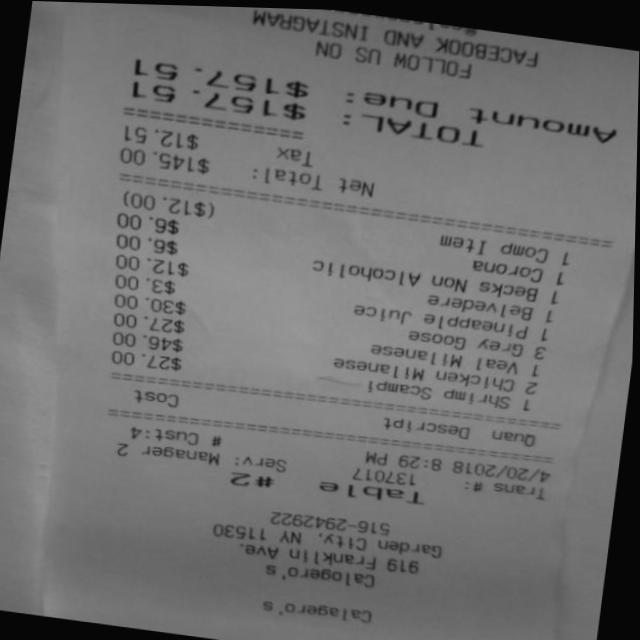 Calagero's
Calogero's
919 Franklin Ave.
Garden City, NY 11530
516-2942922
Table #2
Trans #: 137017 Serv: Manager 2
4/20/2018 8:29 PM # Cust:4
Quan Descript Cost
1 Shrimp Scampi $27.00
2 Chicken Milanese $46.00
1 Veal Milanese $27.00
3 Grey Goose $30.00
1 Pineapple Juice $3.00
1 Belvedere $12.00
1 Becks Non Alcoholic $6.00
1 Corona $6.00
1 Comp Item ($12.00)
Net Total: $145.00
Tax $12.51
TOTAL: $157.51
Amount Due: $157.51
FOLLOW US ON
FACEBOOK AND INSTAGRAM